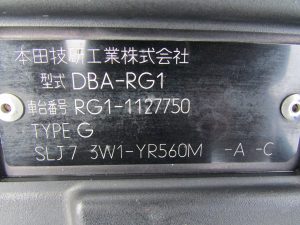 本田技研工業株式会社
型式 DBA-RG1
車台番号 RG1-1127750
TYPE G
SLJ7 3W1-YR560M -A -C